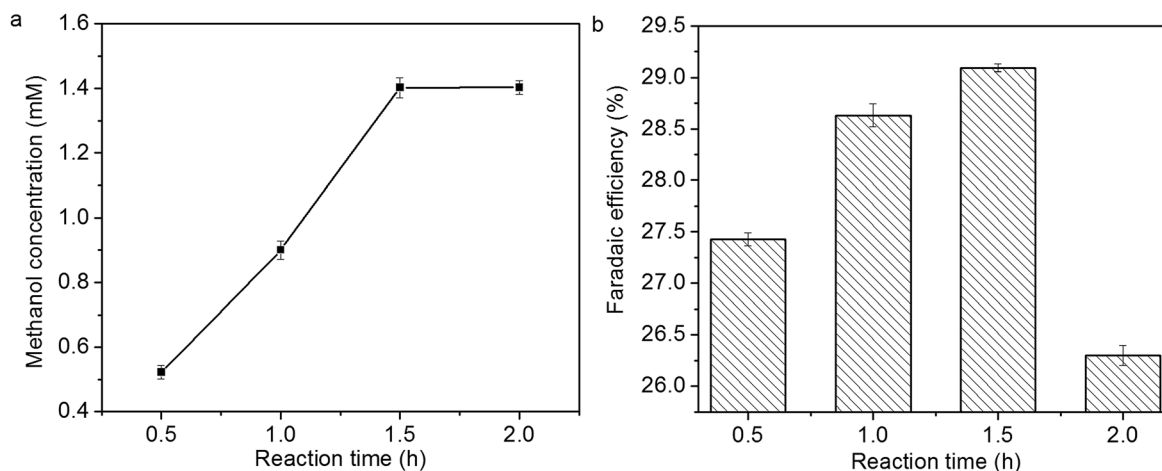 a
Methanol concentration (mM)
1.6
1.4
1.2
1.0
0.8
0.6
0.4
0.5 1.0 1.5 2.0
Reaction time (h)
b
Faradaic efficiency (%)
29.5
29.0
28.5
28.0
27.5
27.0
26.5
26.0
0.5 1.0 1.5 2.0
Reaction time (h)